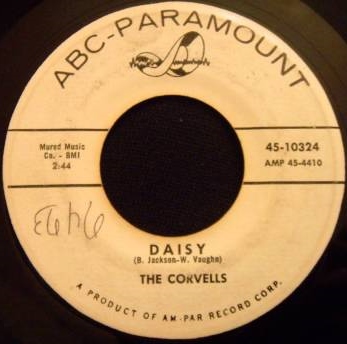 ABC-PARAMOUNT
Mured Music
Co. - BMI
2:44
45-10324
AMP 45-4410
DAISY
(B. Jackson-W. Vaughn)
THE CORVELLS
A PRODUCT OF AM-PAR RECORD CORP.